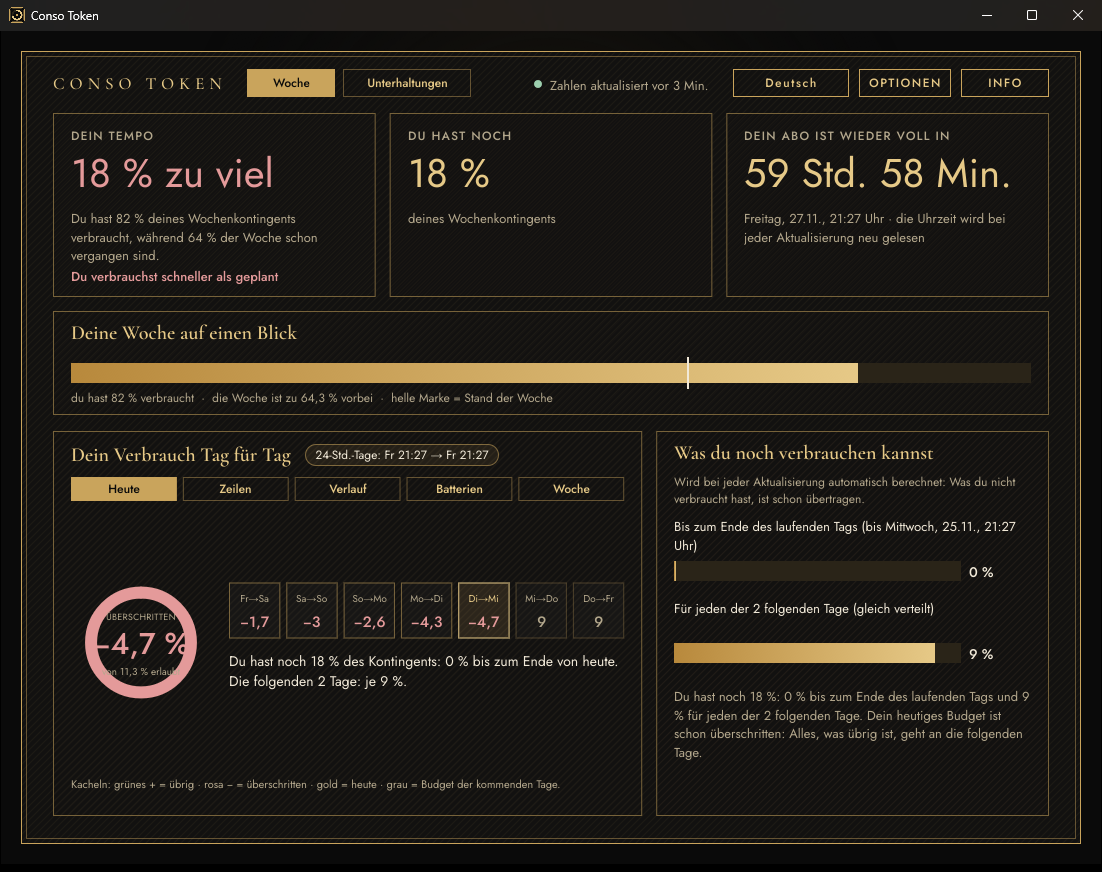 Conso Token
CONSO TOKEN
Woche
Unterhaltungen
Zahlen aktualisiert vor 3 Min.
Deutsch
OPTIONEN
INFO
DEIN TEMPO
18 % zu viel
Du hast 82 % deines Wochenkontingents
verbraucht, während 64 % der Woche schon
vergangen sind.
Du verbrauchst schneller als geplant
DU HAST NOCH
18 %
deines Wochenkontingents
DEIN ABO IST WIEDER VOLL IN
59 Std. 58 Min.
Freitag, 27.11., 21:27 Uhr · die Uhrzeit wird bei
jeder Aktualisierung neu gelesen
Deine Woche auf einen Blick
du hast 82 % verbraucht · die Woche ist zu 64,3 % vorbei · helle Marke = Stand der Woche
Dein Verbrauch Tag für Tag
24-Std.-Tage: Fr 21:27 → Fr 21:27
Heute
Zeilen
Verlauf
Batterien
Woche
ÜBERSCHRITTEN
−4,7 %
von 11,3 % erlaubt
Fr→Sa
−1,7
Sa→So
−3
So→Mo
−2,6
Mo→Di
−4,3
Di→Mi
−4,7
Mi→Do
9
Do→Fr
9
Du hast noch 18 % des Kontingents: 0 % bis zum Ende von heute.
Die folgenden 2 Tage: je 9 %.
Kacheln: grünes + = übrig · rosa − = überschritten · gold = heute · grau = Budget der kommenden Tage.
Was du noch verbrauchen kannst
Wird bei jeder Aktualisierung automatisch berechnet: Was du nicht
verbraucht hast, ist schon übertragen.
Bis zum Ende des laufenden Tags (bis Mittwoch, 25.11., 21:27
Uhr)
0 %
Für jeden der 2 folgenden Tage (gleich verteilt)
9 %
Du hast noch 18 %: 0 % bis zum Ende des laufenden Tags und 9
% für jeden der 2 folgenden Tage. Dein heutiges Budget ist
schon überschritten: Alles, was übrig ist, geht an die folgenden
Tage.